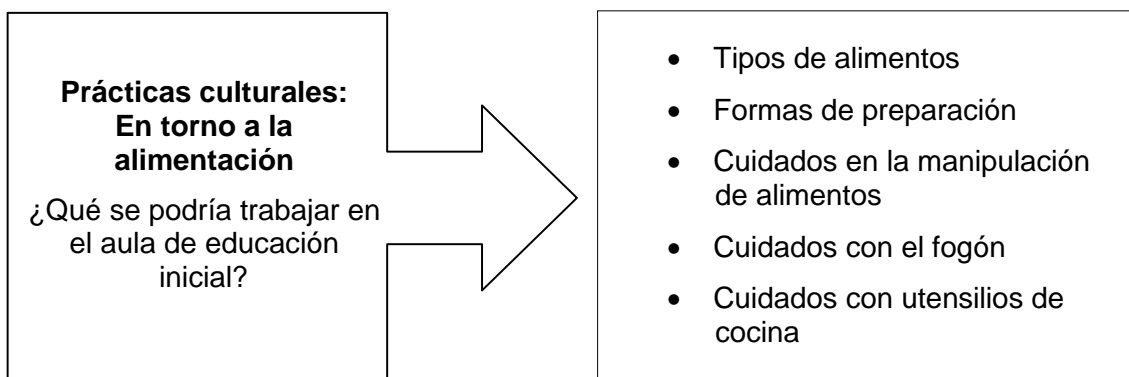 Prácticas culturales:
En torno a la
alimentación
¿Qué se podría trabajar en
el aula de educación
inicial?
• Tipos de alimentos
• Formas de preparación
• Cuidados en la manipulación
de alimentos
• Cuidados con el fogón
• Cuidados con utensilios de
cocina